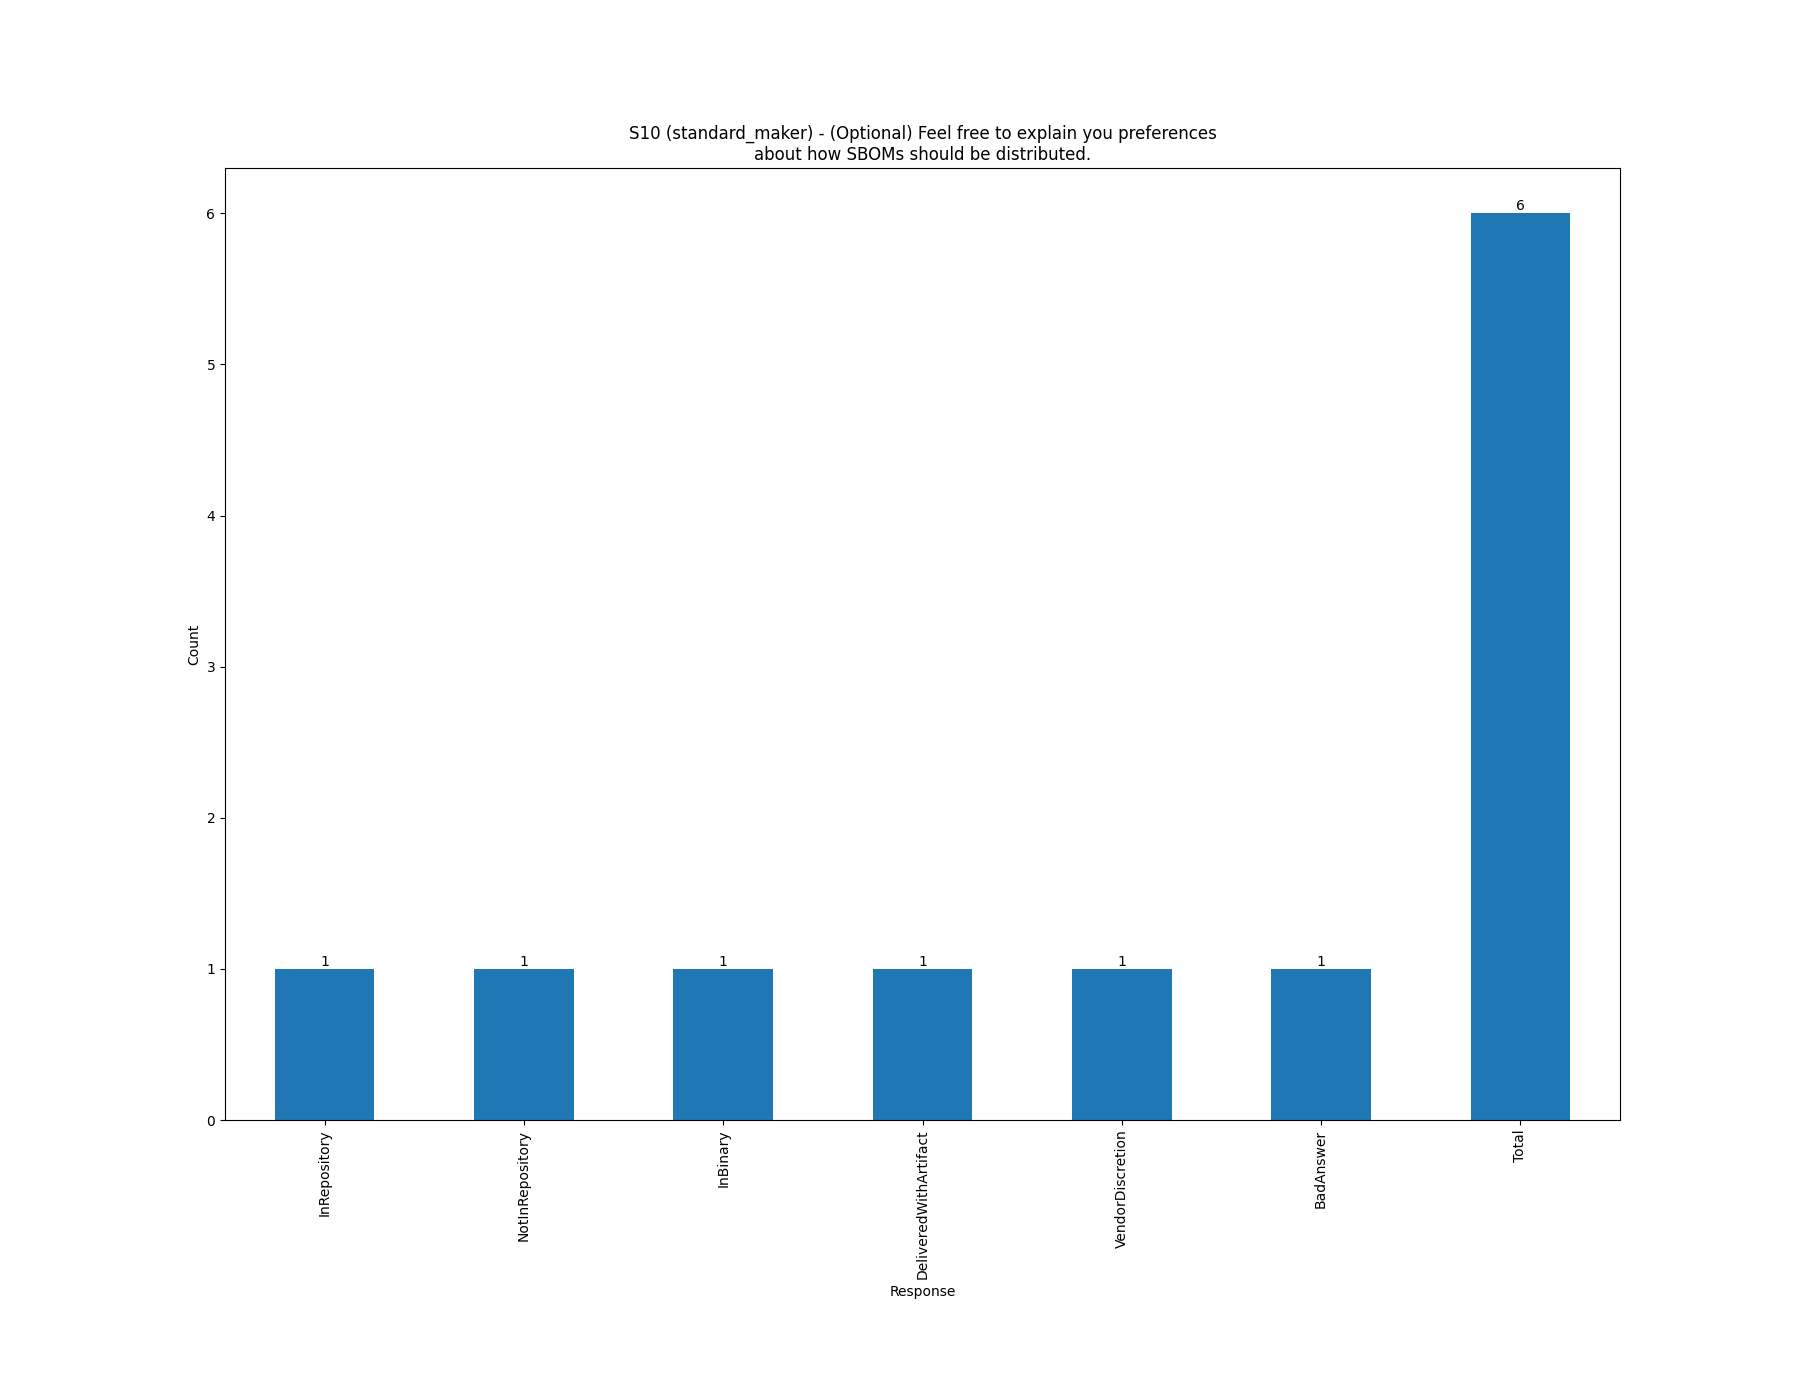 S10 (standard_maker) - (Optional) Feel free to explain you preferences
about how SBOMs should be distributed.
6
6
5
4
3
2
1
0
Count
1
1
1
1
1
1
InRepository
NotInRepository
InBinary
DeliveredWithArtifact
VendorDiscretion
BadAnswer
Total
Response